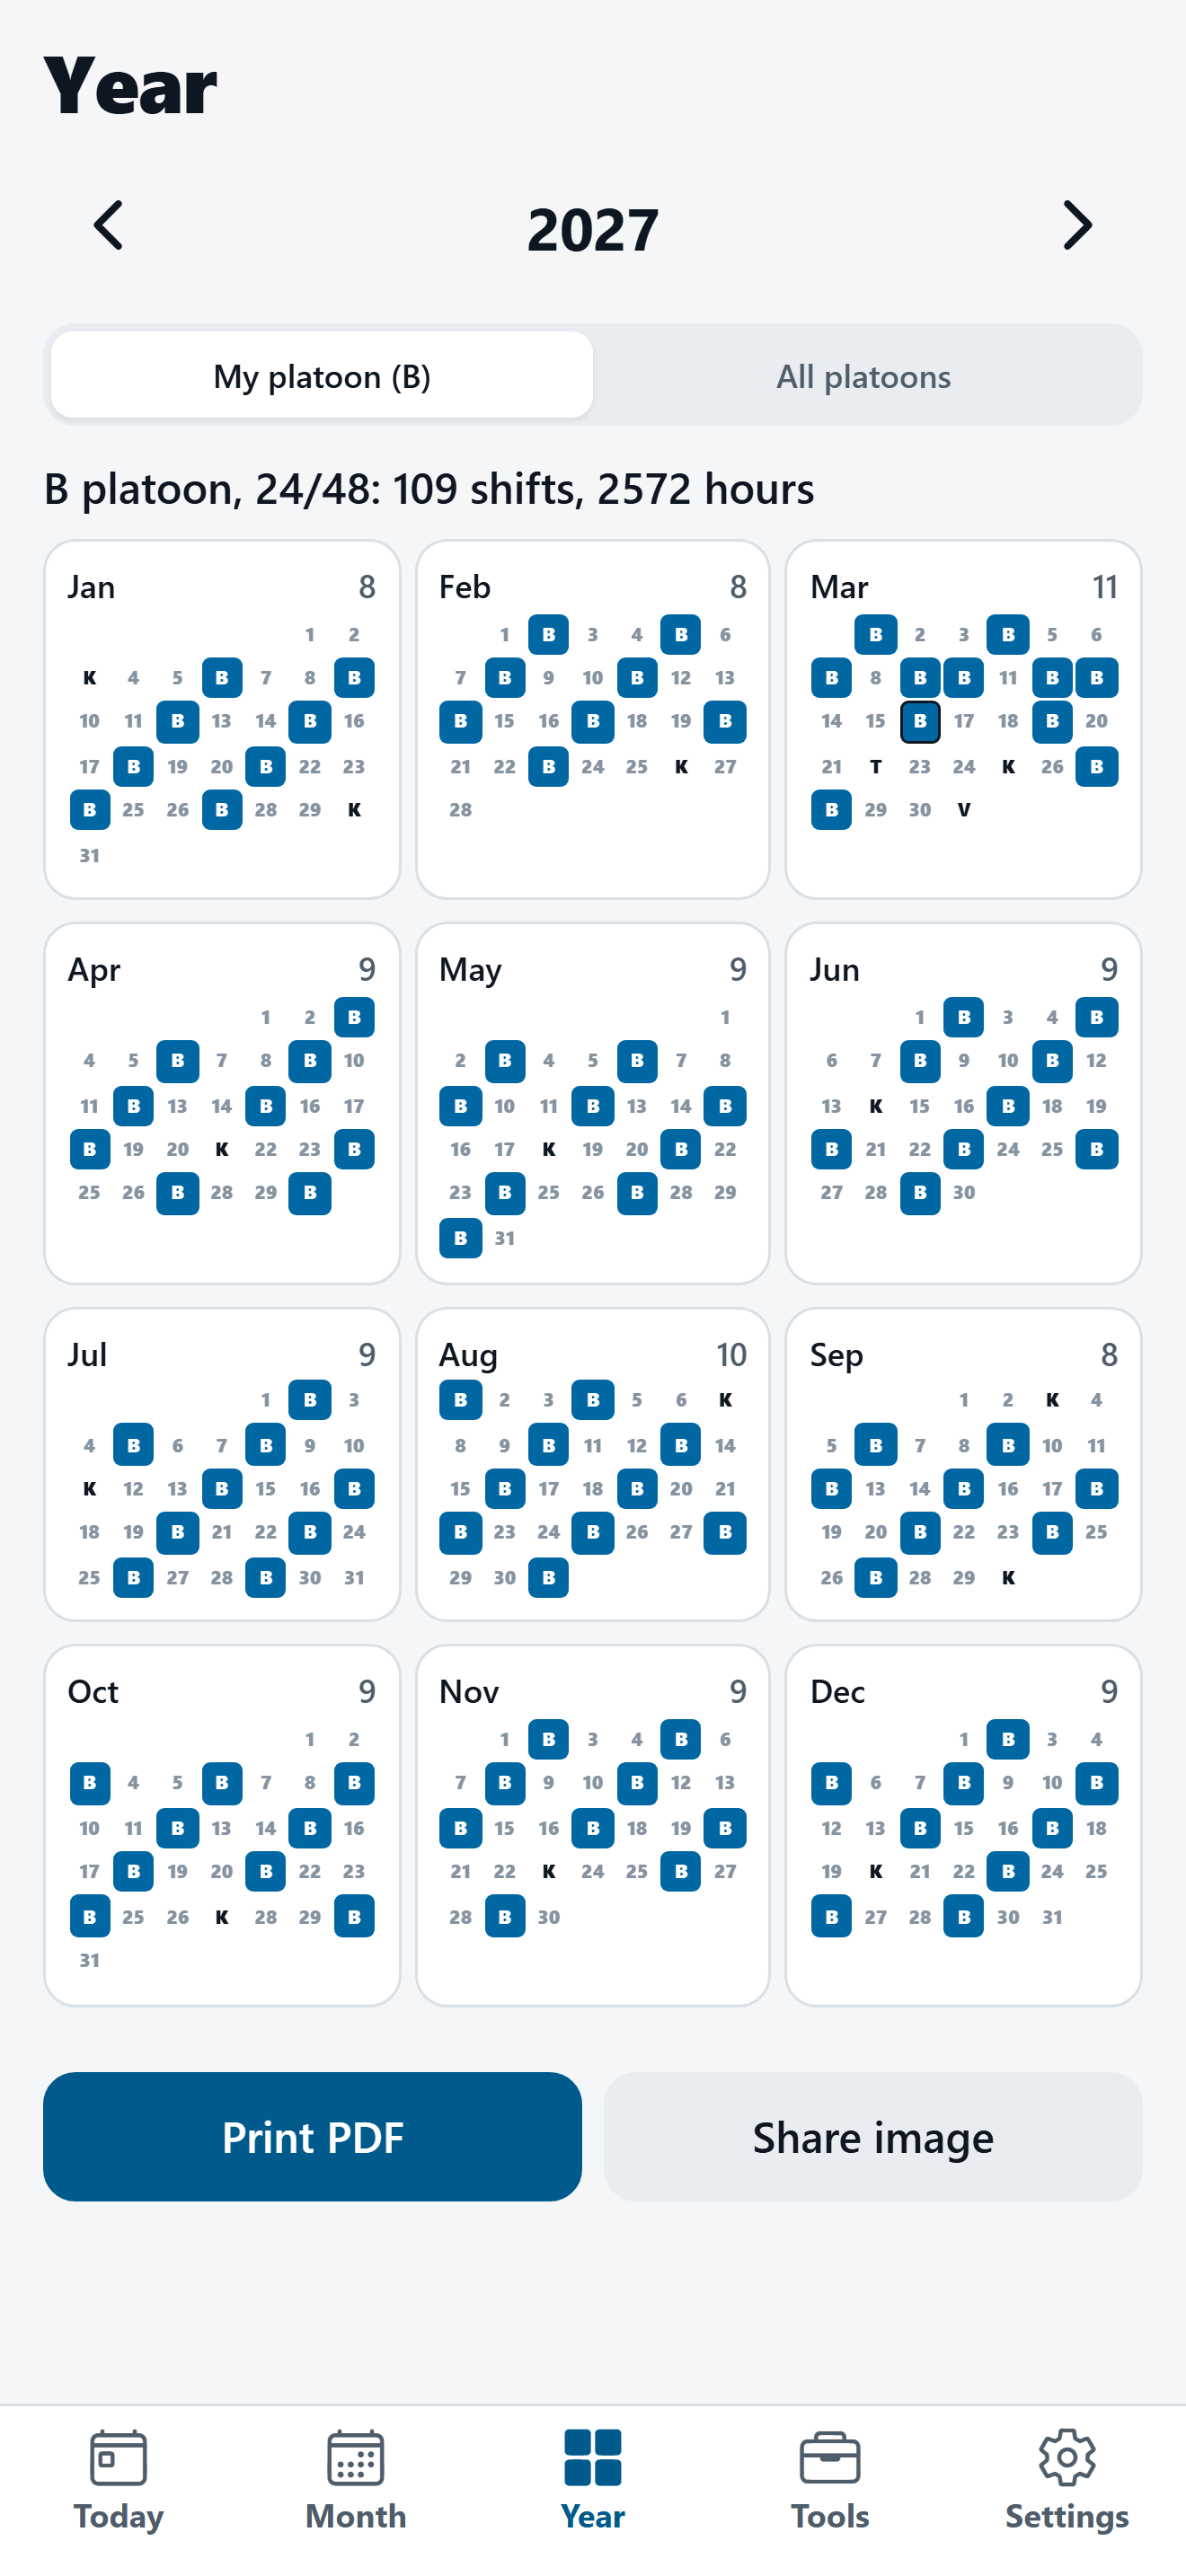 Year
2027
My platoon (B) All platoons
B platoon, 24/48: 109 shifts, 2572 hours
Jan 8
1 2
K 4 5 B 7 8 B
10 11 B 13 14 B 16
17 B 19 20 B 22 23
B 25 26 B 28 29 K
31
Feb 8
1 B 3 4 B 6
7 B 9 10 B 12 13
B 15 16 B 18 19 B
21 22 B 24 25 K 27
28
Mar 11
B 2 3 B 5 6
B 8 B B 11 B B
14 15 B 17 18 B 20
21 T 23 24 K 26 B
B 29 30 V
Apr 9
1 2 B
4 5 B 7 8 B 10
11 B 13 14 B 16 17
B 19 20 K 22 23 B
25 26 B 28 29 B
May 9
1
2 B 4 5 B 7 8
B 10 11 B 13 14 B
16 17 K 19 20 B 22
23 B 25 26 B 28 29
B 31
Jun 9
1 B 3 4 B
6 7 B 9 10 B 12
13 K 15 16 B 18 19
B 21 22 B 24 25 B
27 28 B 30
Jul 9
1 B 3
4 B 6 7 B 9 10
K 12 13 B 15 16 B
18 19 B 21 22 B 24
25 B 27 28 B 30 31
Aug 10
B 2 3 B 5 6 K
8 9 B 11 12 B 14
15 B 17 18 B 20 21
B 23 24 B 26 27 B
29 30 B
Sep 8
1 2 K 4
5 B 7 8 B 10 11
B 13 14 B 16 17 B
19 20 B 22 23 B 25
26 B 28 29 K
Oct 9
1 2
B 4 5 B 7 8 B
10 11 B 13 14 B 16
17 B 19 20 B 22 23
B 25 26 K 28 29 B
31
Nov 9
1 B 3 4 B 6
7 B 9 10 B 12 13
B 15 16 B 18 19 B
21 22 K 24 25 B 27
28 B 30
Dec 9
1 B 3 4
B 6 7 B 9 10 B
12 13 B 15 16 B 18
19 K 21 22 B 24 25
B 27 28 B 30 31
Print PDF Share image
Today Month Year Tools Settings